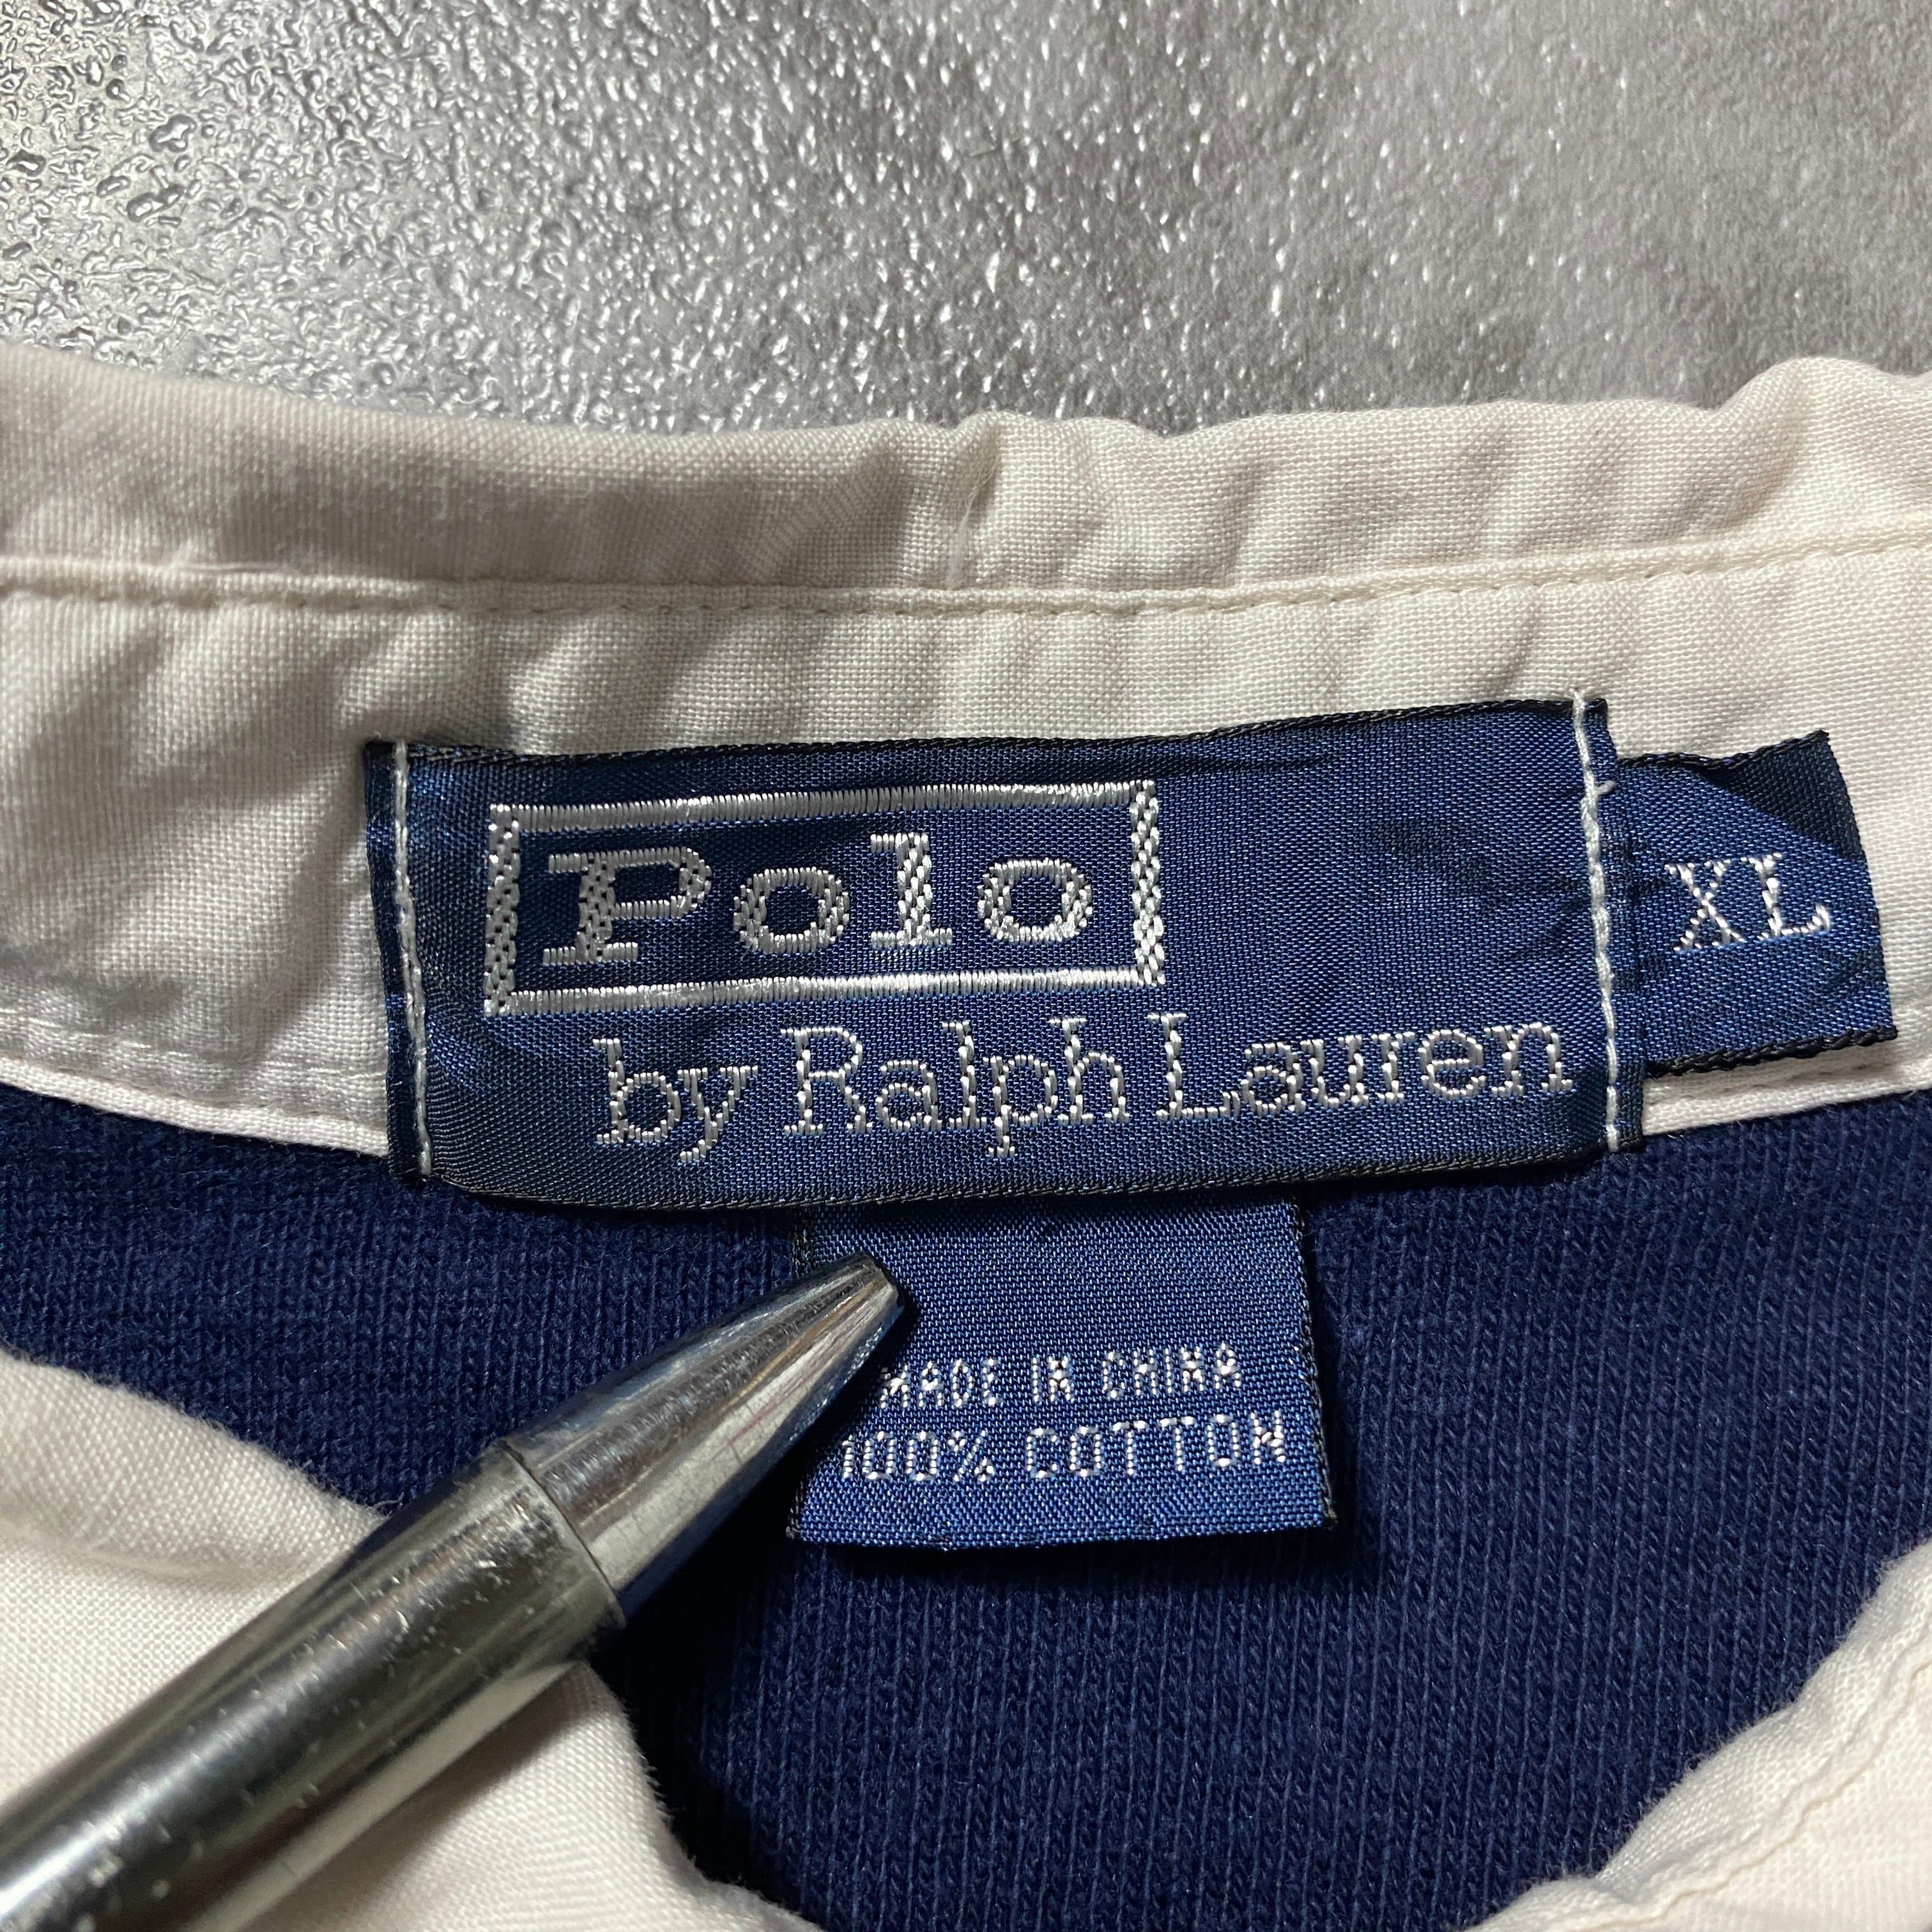 Polo
by Ralph Lauren
XL
MADE IN CHINA
100% COTTON